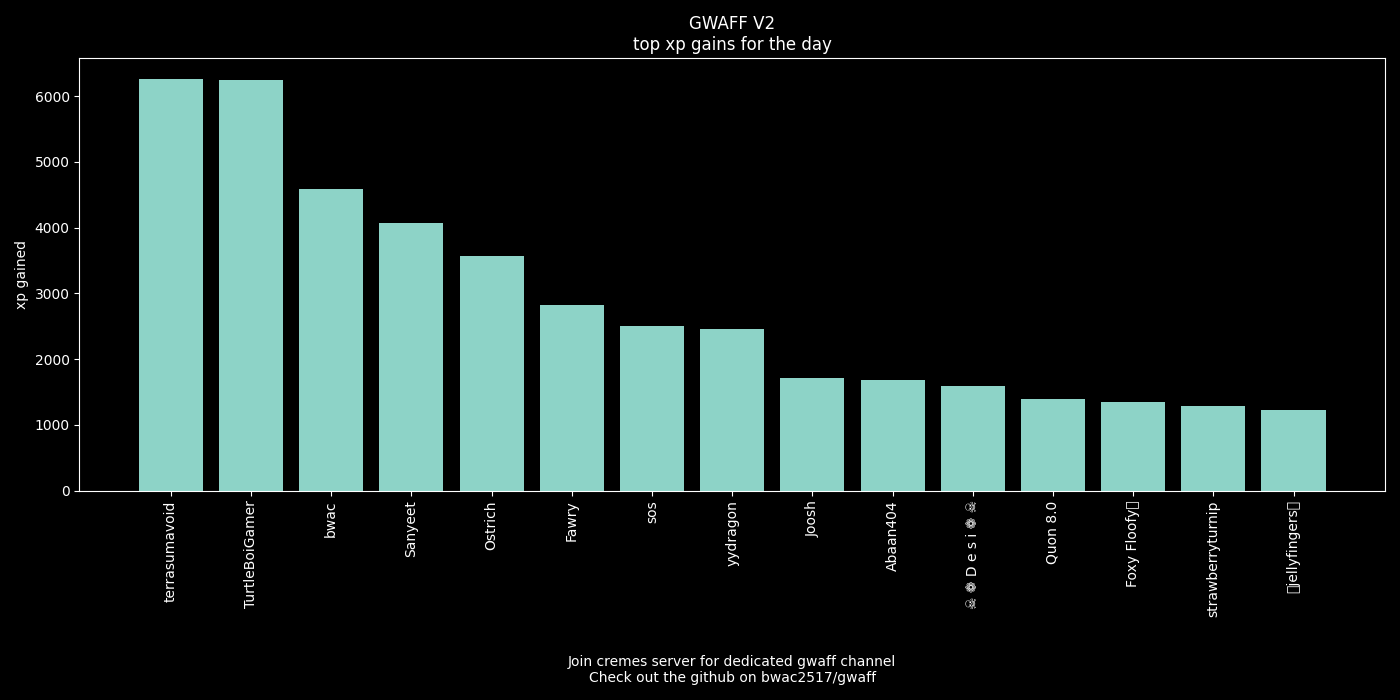 GWAFF V2
top xp gains for the day
xp gained
6000
5000
4000
3000
2000
1000
0
terrasumavoid
TurtleBoiGamer
bwac
Sanyeet
Ostrich
Fawry
sos
yydragon
Joosh
Abaan404
☠ ❁ D e s i ❁ ☠
Quon 8.0
Foxy Floofy▯
strawberryturnip
▯jellyfingers▯
Join cremes server for dedicated gwaff channel
Check out the github on bwac2517/gwaff